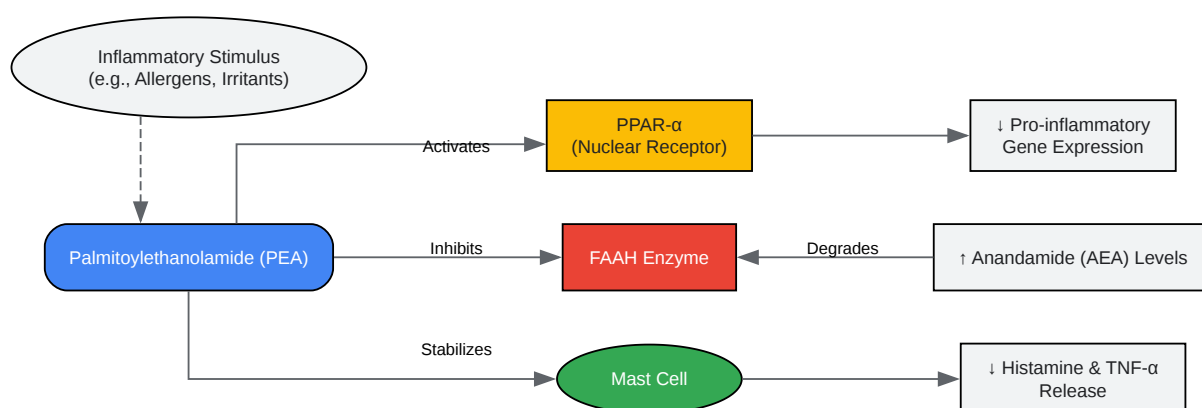 Inflammatory Stimulus
(e.g., Allergens, Irritants)
Activates
PPAR-α
(Nuclear Receptor)
↓ Pro-inflammatory
Gene Expression
Palmitoylethanolamide (PEA)
Inhibits
FAAH Enzyme
Degrades
↑ Anandamide (AEA) Levels
Stabilizes
Mast Cell
↓ Histamine & TNF-α
Release